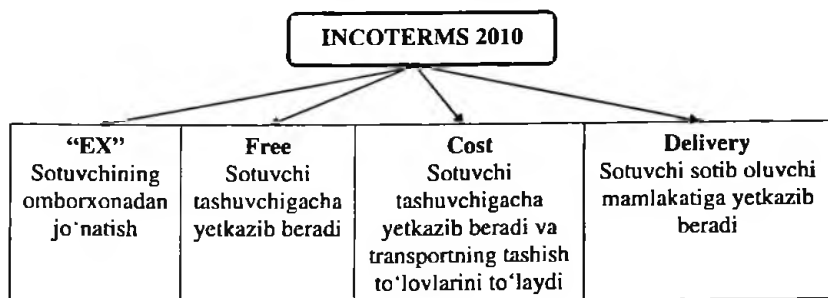 INCOTERMS 2010
“EX”
Sotuvchining
omborxonadan
jo‘natish
Free
Sotuvchi
tashuvchigacha
yetkazib beradi
Cost
Sotuvchi
tashuvchigacha
yetkazib beradi va
transportning tashish
to‘lovlarini to‘laydi
Delivery
Sotuvchi sotib oluvchi
mamlakatiga yetkazib
beradi